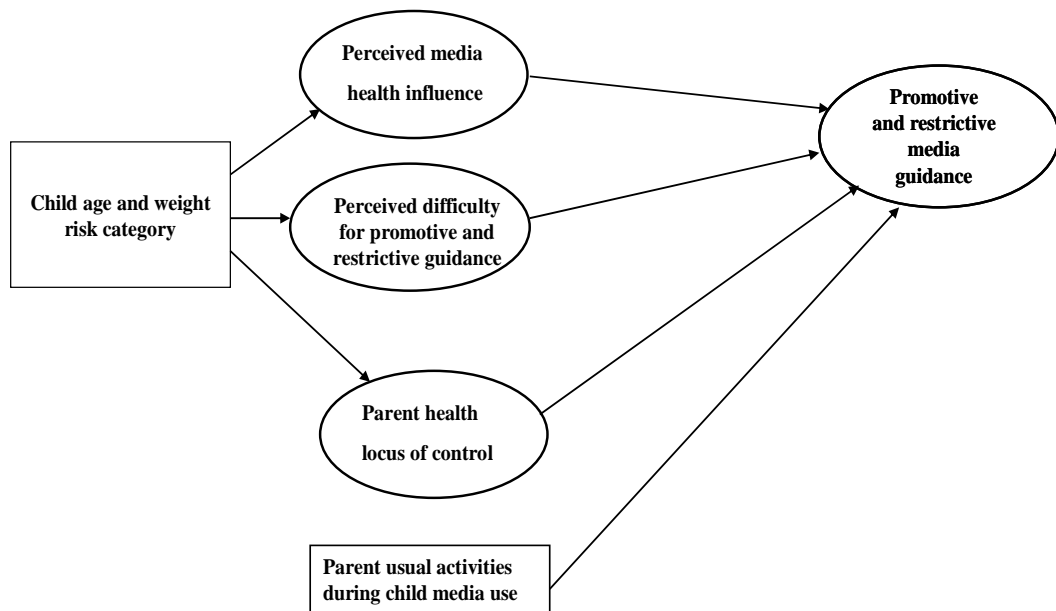 Perceived media
health influence
Promotive
and restrictive
media
guidance
Child age and weight
risk category
Perceived difficulty
for promotive and
restrictive guidance
Parent health
locus of control
Parent usual activities
during child media use